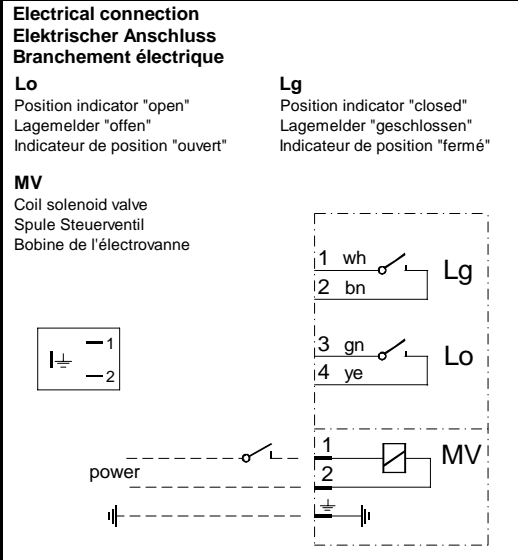 Electrical connection
Elektrischer Anschluss
Branchement électrique
Lo
Position indicator "open"
Lagemelder "offen"
Indicateur de position "ouvert"
Lg
Position indicator "closed"
Lagemelder "geschlossen"
Indicateur de position "fermé"
MV
Coil solenoid valve
Spule Steuerventil
Bobine de l'électrovanne
1 wh
2 bn
Lg
3 gn
4 ye
Lo
1
2
1
2
MV
power